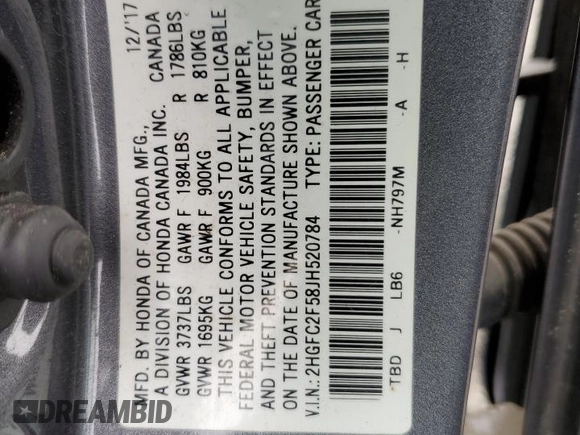 MFD. BY HONDA OF CANADA MFG., 12/'17
A DIVISION OF HONDA CANADA INC. CANADA
GVWR 3737LBS GAWR F 1984LBS R 1786LBS
GVWR 1695KG GAWR F 900KG R 810KG
THIS VEHICLE CONFORMS TO ALL APPLICABLE
FEDERAL MOTOR VEHICLE SAFETY, BUMPER,
AND THEFT PREVENTION STANDARDS IN EFFECT
ON THE DATE OF MANUFACTURE SHOWN ABOVE.
V.I.N.: 2HGFC2F58JH520784 TYPE: PASSENGER CAR
TBD J LB6 -NH797M -A -H
DREAMBID